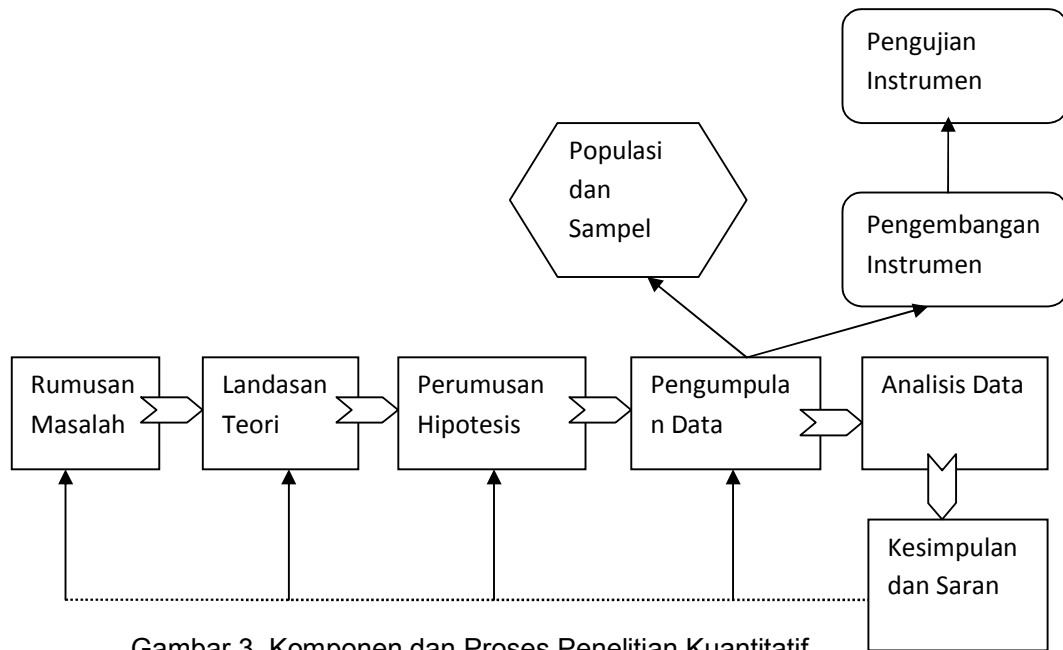 Pengujian
Instrumen
Populasi
dan
Sampel
Pengembangan
Instrumen
Rumusan
Masalah
Landasan
Teori
Perumusan
Hipotesis
Pengumpula
n Data
Analisis Data
Kesimpulan
dan Saran
Gambar 3. Komponen dan Proses Penelitian Kuantitatif